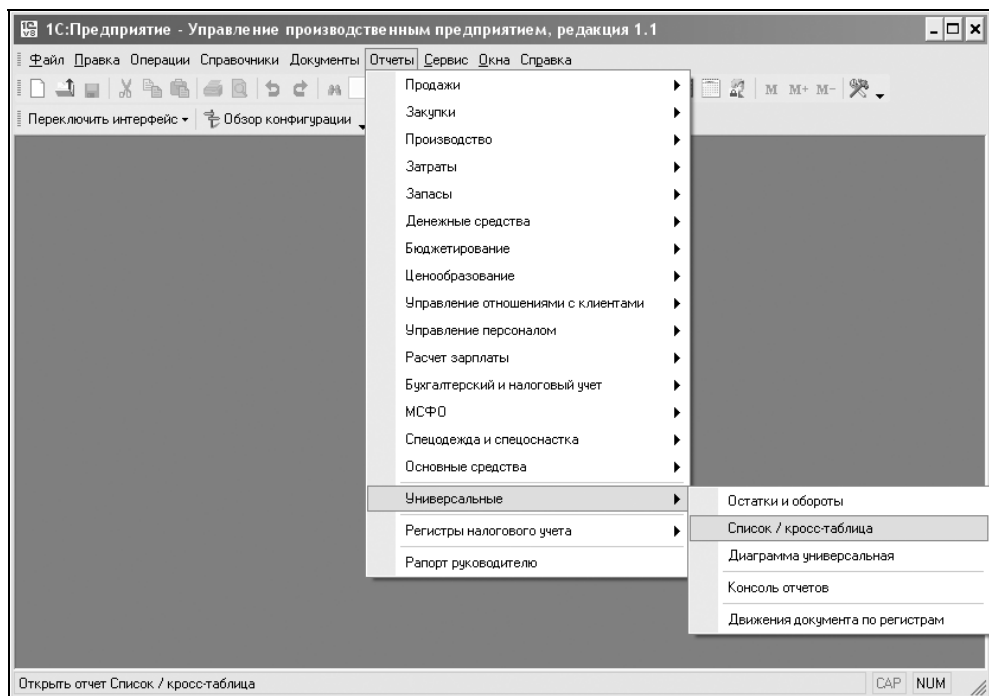 1С:Предприятие - Управление производственным предприятием, редакция 1.1
Файл Правка Операции Справочники Документы Отчеты Сервис Окна Справка
M M+ M-
Переключить интерфейс Обзор конфигурации
Продажи
Закупки
Производство
Затраты
Запасы
Денежные средства
Бюджетирование
Ценообразование
Управление отношениями с клиентами
Управление персоналом
Расчет зарплаты
Бухгалтерский и налоговый учет
МСФО
Спецодежда и спецоснастка
Основные средства
Универсальные
Регистры налогового учета
Рапорт руководителю
Остатки и обороты
Список / кросс-таблица
Диаграмма универсальная
Консоль отчетов
Движения документа по регистрам
Открыть отчет Список / кросс-таблица
CAP NUM